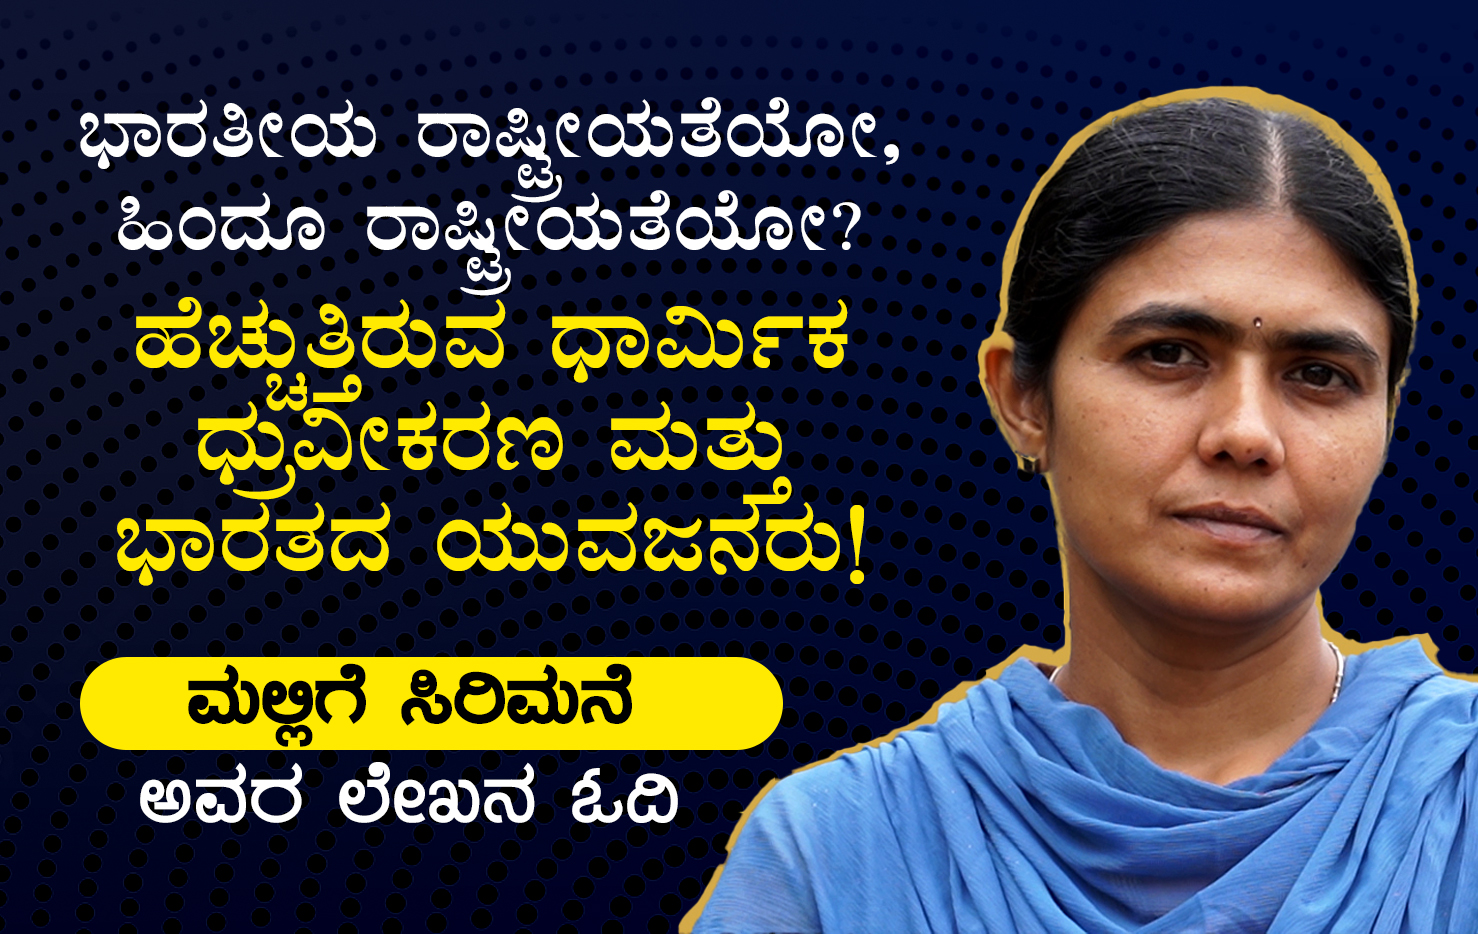 ಭಾರತೀಯ ರಾಷ್ಟ್ರೀಯತೆಯೋ,
ಹಿಂದೂ ರಾಷ್ಟ್ರೀಯತೆಯೋ?
ಹೆಚ್ಚುತ್ತಿರುವ ಧಾರ್ಮಿಕ
ಧ್ರುವೀಕರಣ ಮತ್ತು
ಭಾರತದ ಯುವಜನರು!
ಮಲ್ಲಿಗೆ ಸಿರಿಮನೆ
ಅವರ ಲೇಖನ ಓದಿ